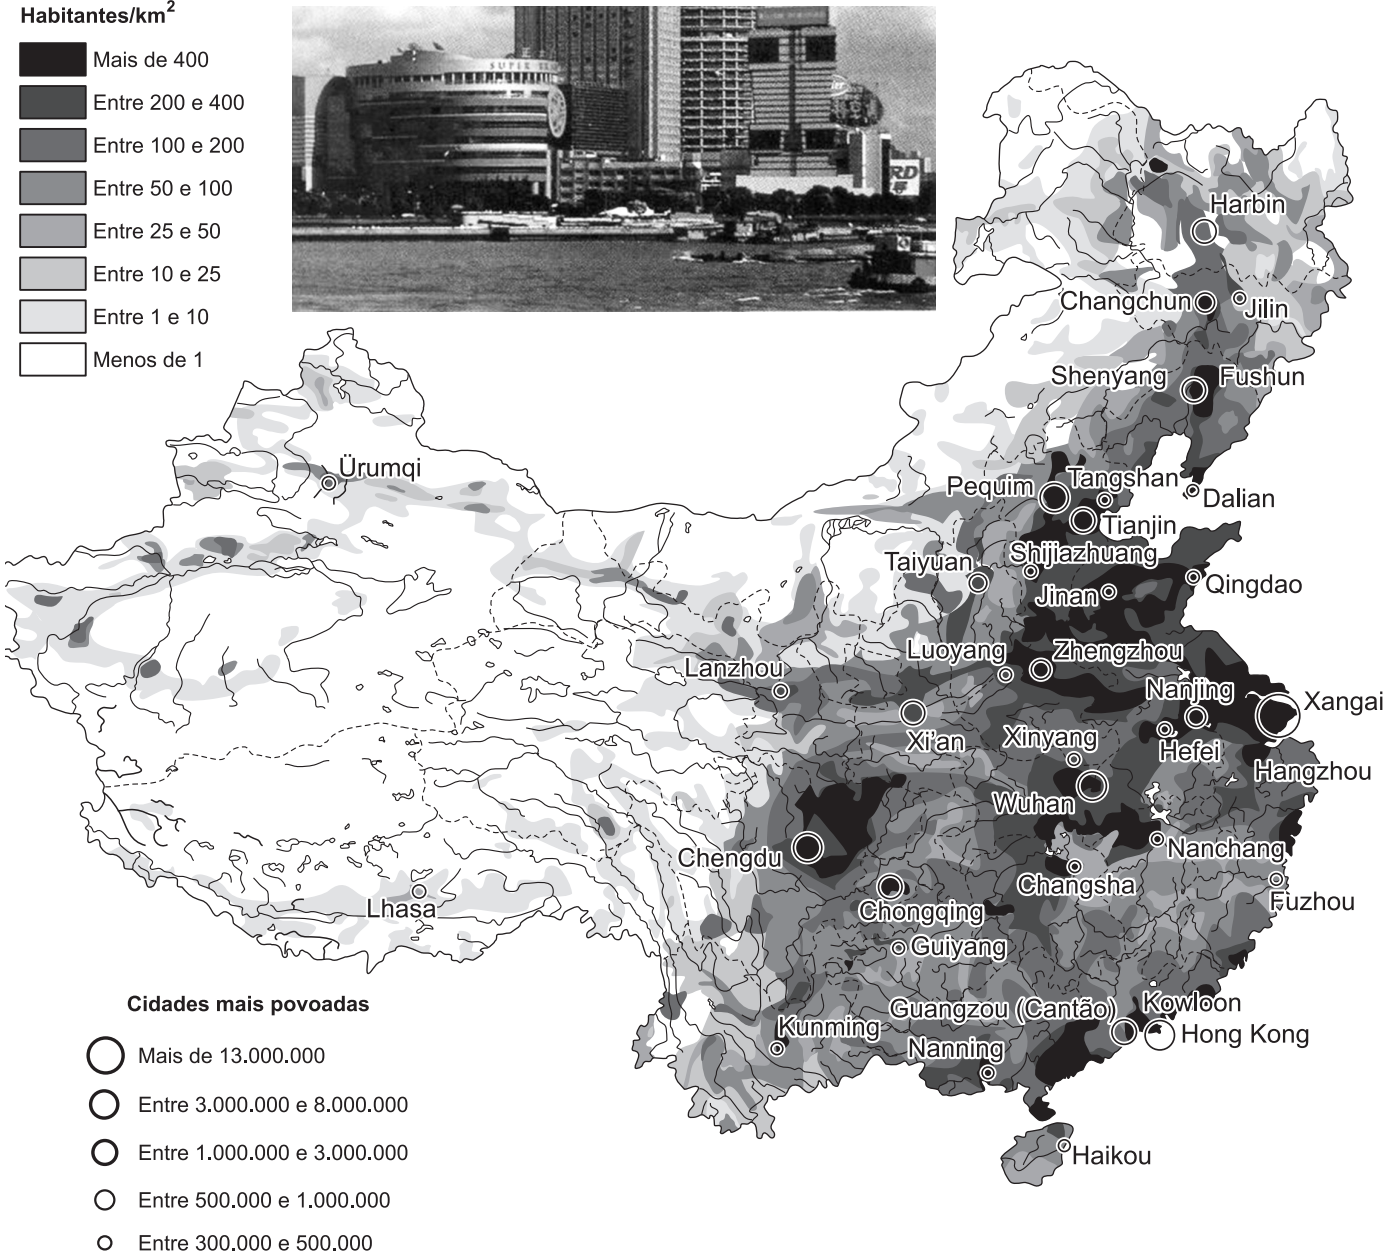 Habitantes/km²
Mais de 400
Entre 200 e 400
Entre 100 e 200
Entre 50 e 100
Entre 25 e 50
Entre 10 e 25
Entre 1 e 10
Menos de 1
SUPER
RD
Harbin
Changchun
Jilin
Shenyang
Fushun
Ürumqi
Pequim
Tangshan
Dalian
Tianjin
Shijiazhuang
Taiyuan
Qingdao
Jinan
Luoyang
Zhengzhou
Lanzhou
Nanjing
Xangai
Xi'an
Xinyang
Hefei
Hangzhou
Wuhan
Chengdu
Nanchang
Changsha
Lhasa
Chongqing
Fuzhou
Guiyang
Guangzou (Cantão)
Kowloon
Kunming
Hong Kong
Nanning
Haikou
Cidades mais povoadas
Mais de 13.000.000
Entre 3.000.000 e 8.000.000
Entre 1.000.000 e 3.000.000
Entre 500.000 e 1.000.000
Entre 300.000 e 500.000